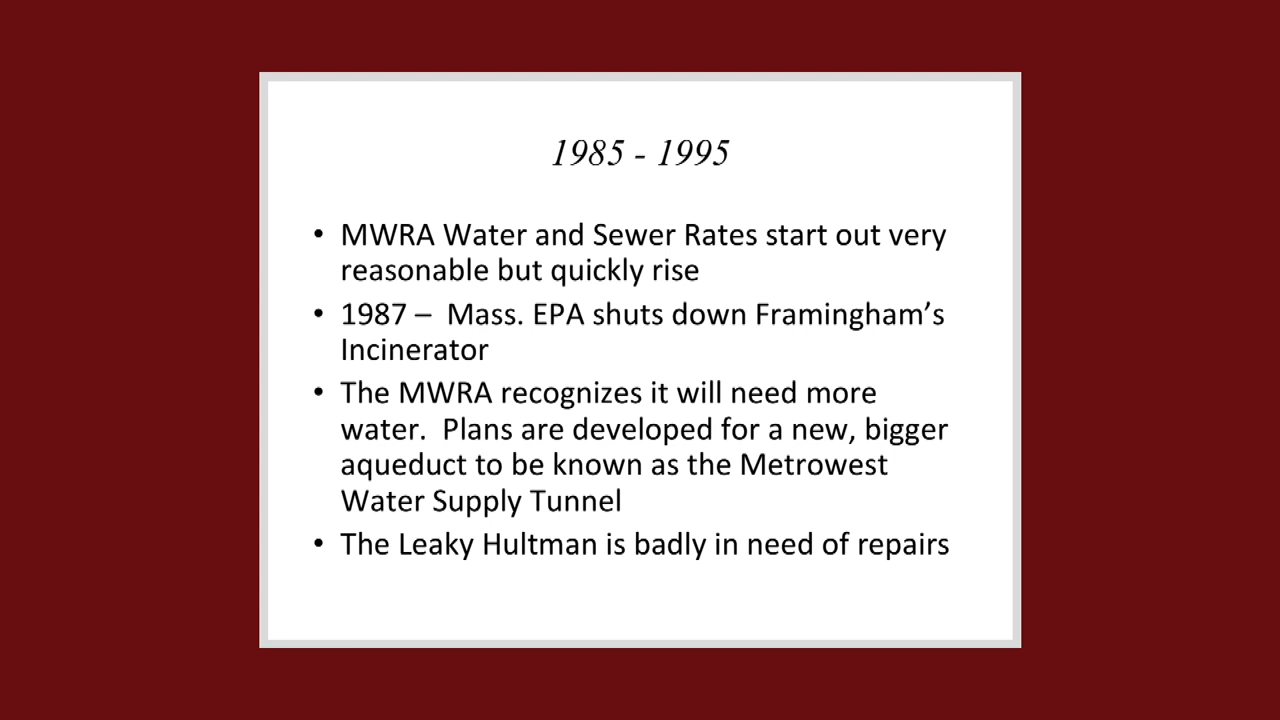 1985 - 1995
• MWRA Water and Sewer Rates start out very
reasonable but quickly rise
• 1987 –  Mass. EPA shuts down Framingham’s
Incinerator
• The MWRA recognizes it will need more
water.  Plans are developed for a new, bigger
aqueduct to be known as the Metrowest
Water Supply Tunnel
• The Leaky Hultman is badly in need of repairs